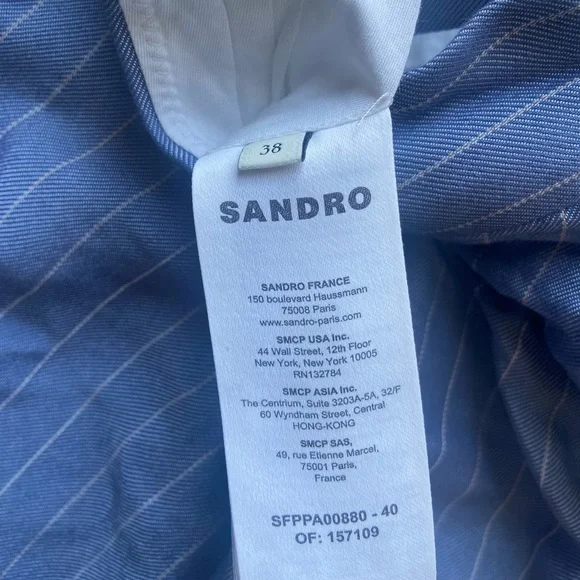 38
SANDRO
SANDRO FRANCE
150 boulevard Haussmann
75008 Paris
www.sandro-paris.com
SMCP USA Inc.
44 Wall Street, 12th Floor
New York, New York 10005
RN132784
SMCP ASIA Inc.
The Centrium, Suite 3203A-5A, 32/F
60 Wyndham Street, Central
HONG-KONG
SMCP SAS,
49, rue Etienne Marcel,
75001 Paris,
France
SFPPA00880 - 40
OF: 157109